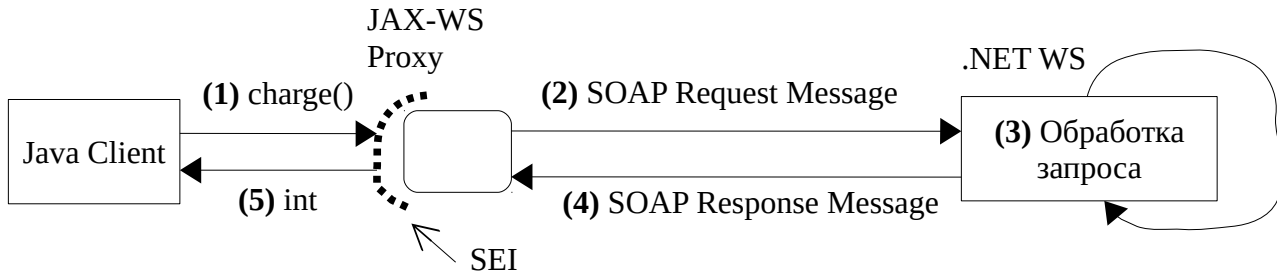 JAX-WS
Proxy
.NET WS
(1) charge()
(2) SOAP Request Message
Java Client
(3) Обработка
запроса
(5) int
(4) SOAP Response Message
SEI